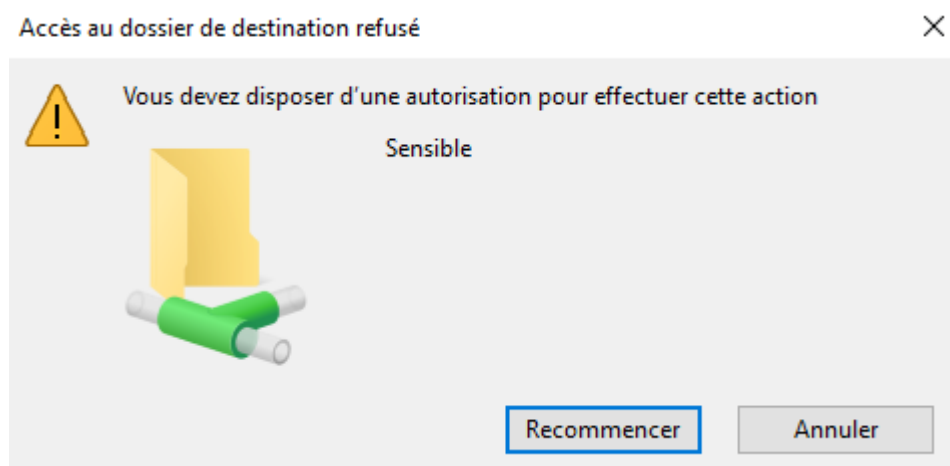 Accès au dossier de destination refusé
Vous devez disposer d'une autorisation pour effectuer cette action
Sensible
Recommencer
Annuler